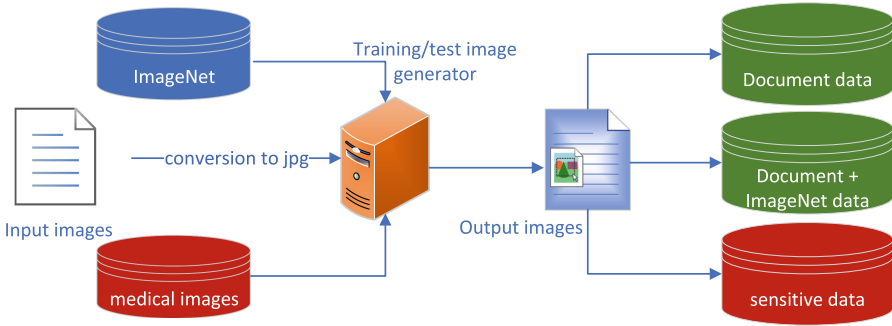 ImageNet
Training/test image
generator
Document data
conversion to jpg
Document +
ImageNet data
Input images
Output images
medical images
sensitive data